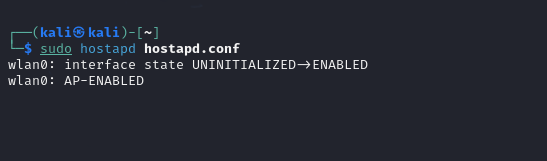 ┌──(kali㉿kali)-[~]
└─$ sudo hostapd hostapd.conf
wlan0: interface state UNINITIALIZED->ENABLED
wlan0: AP-ENABLED